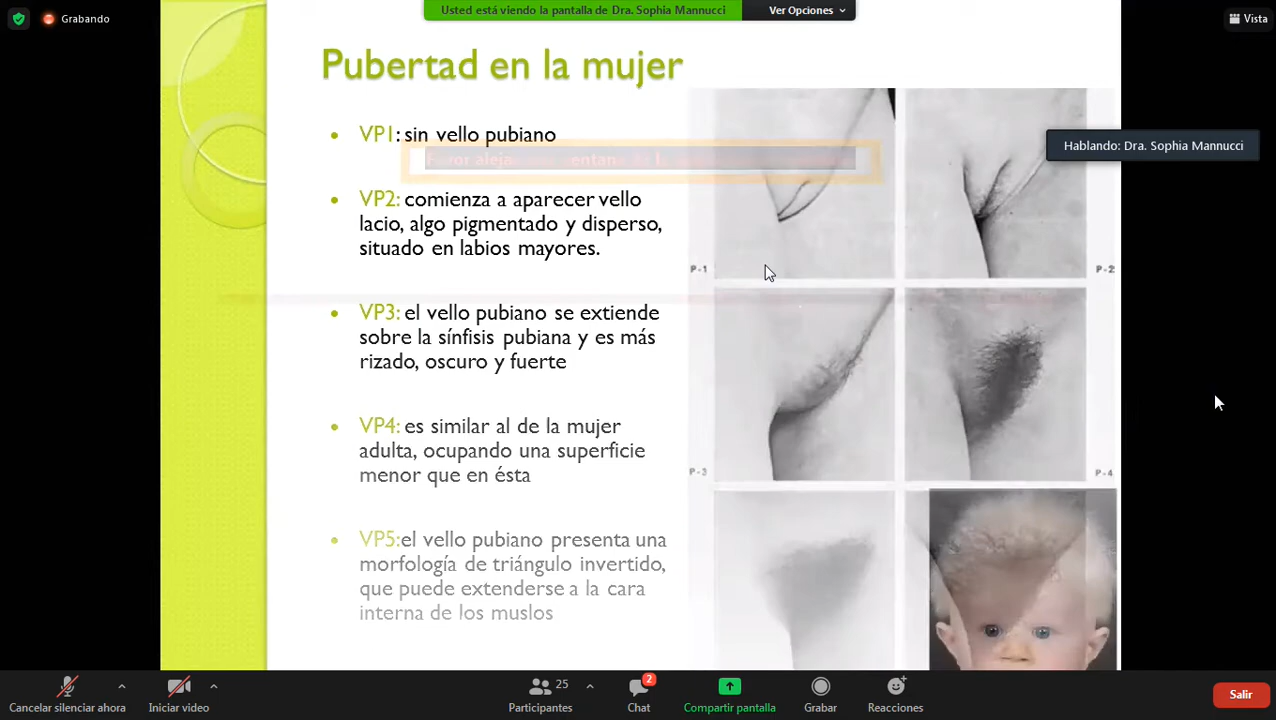 Grabando
Usted está viendo la pantalla de Dra. Sophia Mannucci
Ver Opciones
Vista
Pubertad en la mujer
Hablando: Dra. Sophia Mannucci
• VP1: sin vello pubiano
• VP2: comienza a aparecer vello
lacio, algo pigmentado y disperso,
situado en labios mayores.
• VP3: el vello pubiano se extiende
sobre la sínfisis pubiana y es más
rizado, oscuro y fuerte
• VP4: es similar al de la mujer
adulta, ocupando una superficie
menor que en ésta
• VP5:el vello pubiano presenta una
morfología de triángulo invertido,
que puede extenderse a la cara
interna de los muslos
P-1
P-2
P-3
P-4
Cancelar silenciar ahora
Iniciar video
25
Participantes
2
Chat
Compartir pantalla
Grabar
Reacciones
Salir